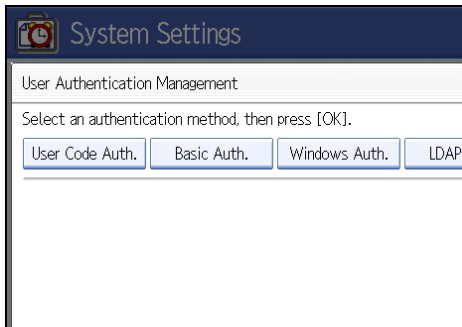 System Settings
User Authentication Management
Select an authentication method, then press [OK].
User Code Auth. Basic Auth. Windows Auth. LDAP